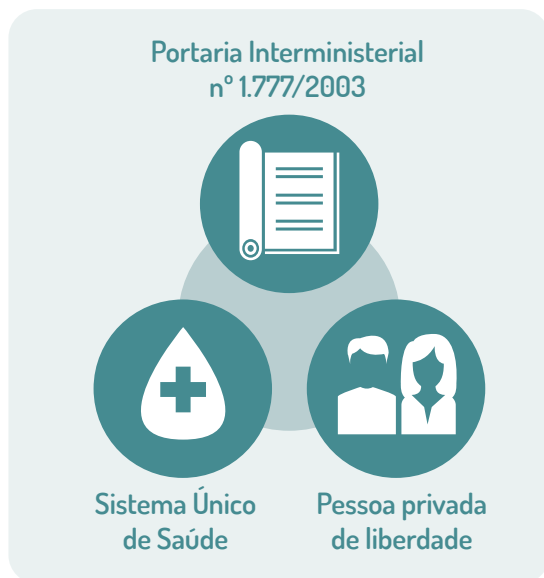 Portaria Interministerial
nº 1.777/2003
Sistema Único
de Saúde
Pessoa privada
de liberdade